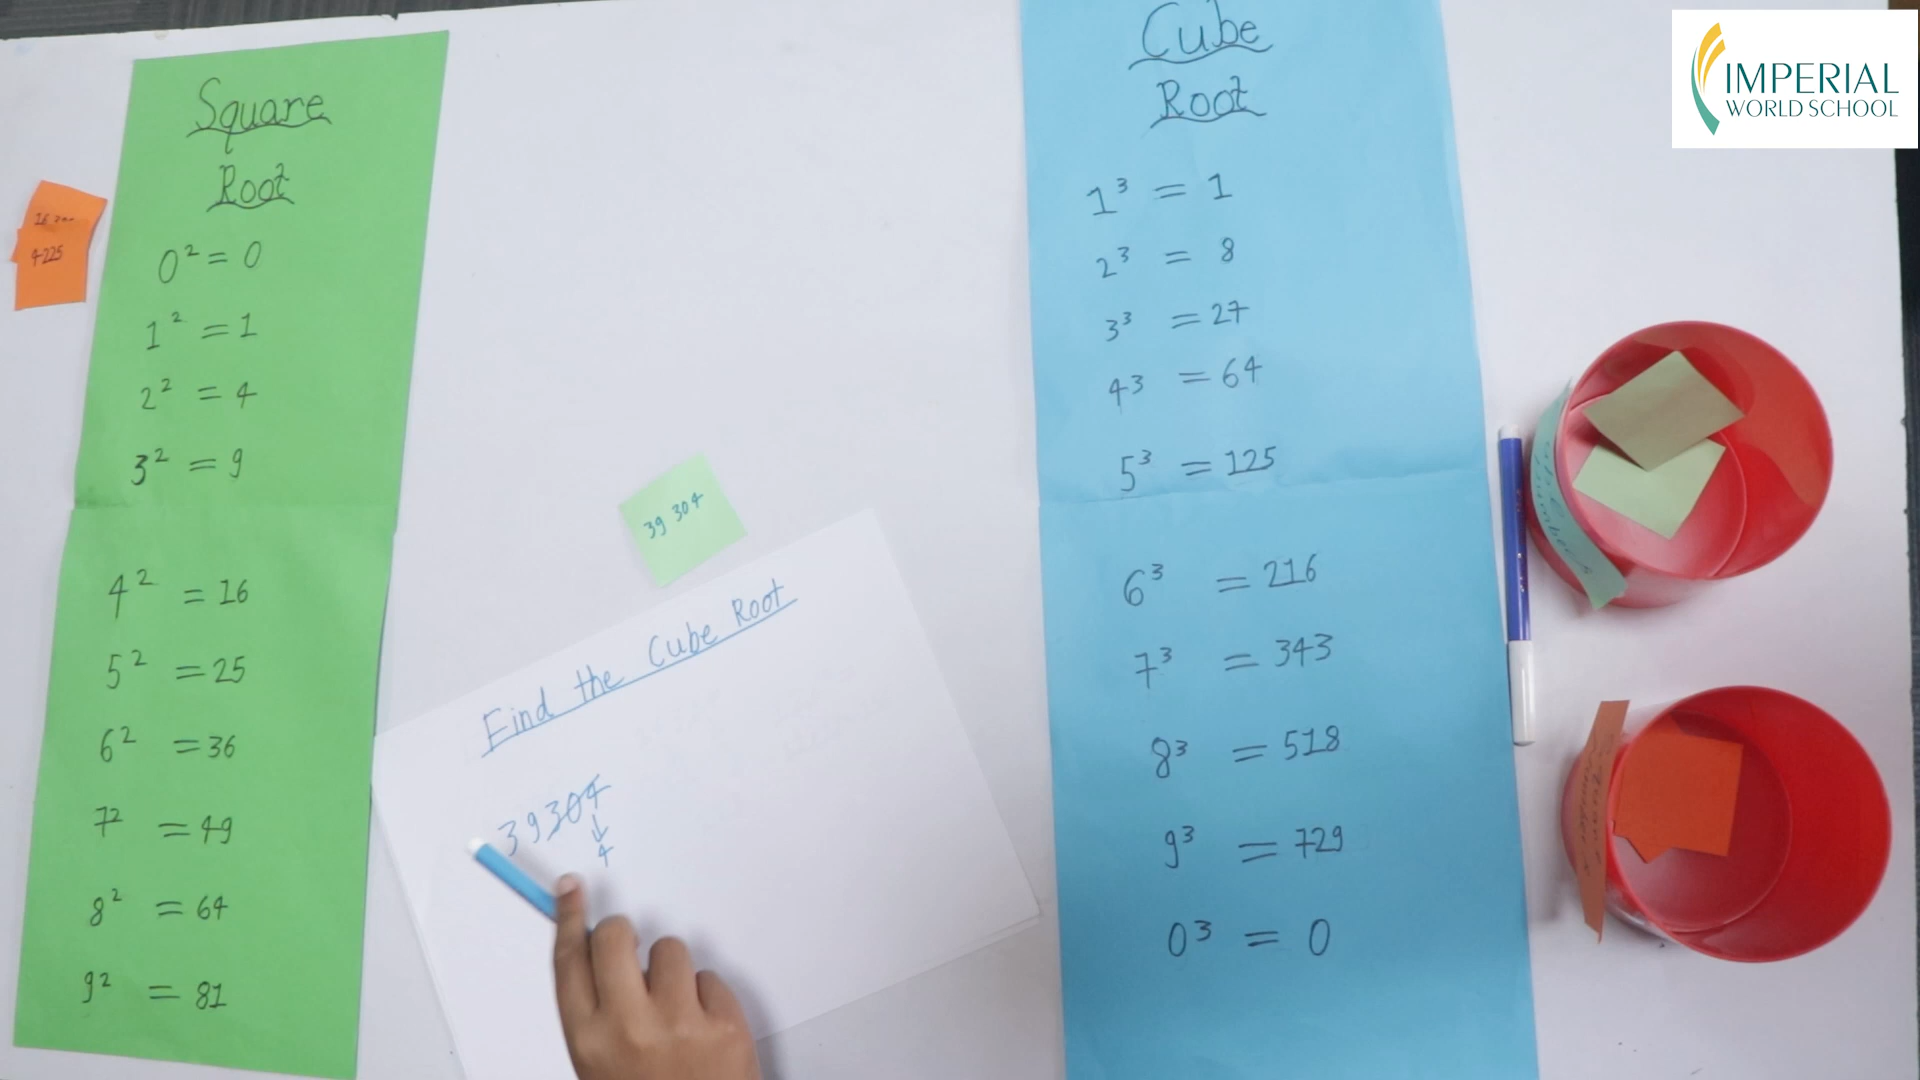 IMPERIAL
WORLD SCHOOL
Square
Root
0² = 0
1² = 1
2² = 4
3² = 9
4² = 16
5² = 25
6² = 36
7² = 49
8² = 64
9² = 81
4225
39 304
Find the Cube Root
39304
4
Cube
Root
1³ = 1
2³ = 8
3³ = 27
4³ = 64
5³ = 125
6³ = 216
7³ = 343
8³ = 518
9³ = 729
0³ = 0